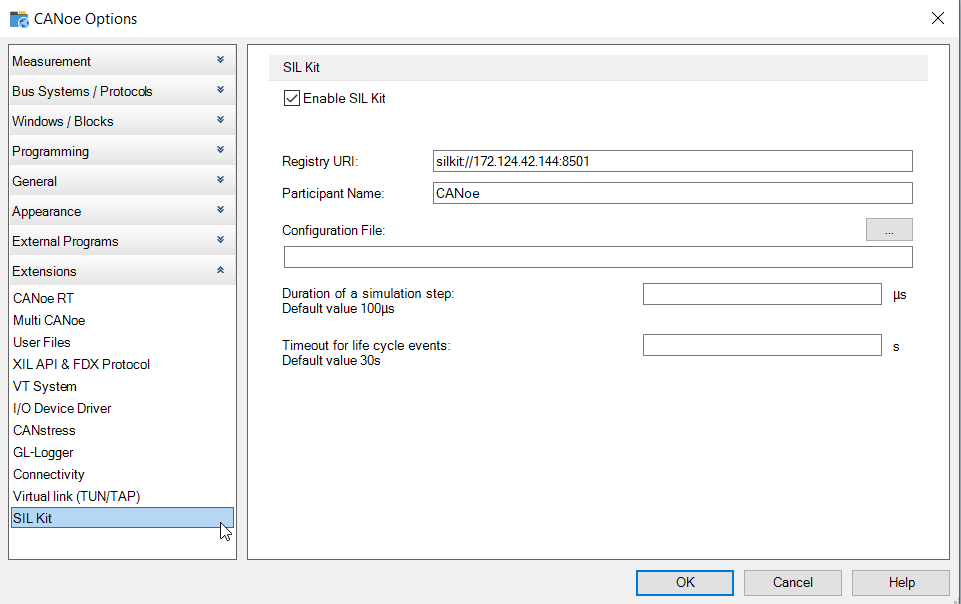 CANoe Options
Measurement
Bus Systems / Protocols
Windows / Blocks
Programming
General
Appearance
External Programs
Extensions
CANoe RT
Multi CANoe
User Files
XIL API & FDX Protocol
VT System
I/O Device Driver
CANstress
GL-Logger
Connectivity
Virtual link (TUN/TAP)
SIL Kit
SIL Kit
Enable SIL Kit
Registry URI: silkit://172.124.42.144:8501
Participant Name: CANoe
Configuration File: ...
Duration of a simulation step: µs
Default value 100µs
Timeout for life cycle events: s
Default value 30s
OK Cancel Help